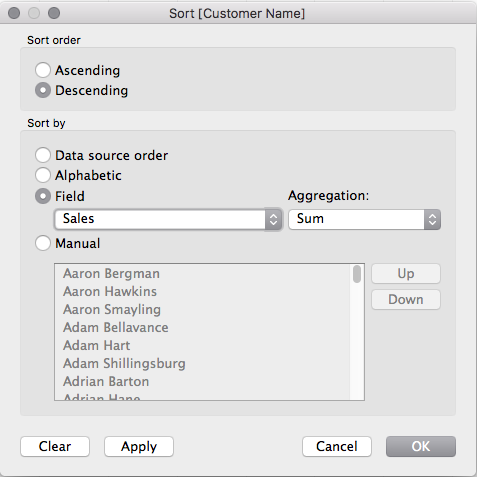 Sort [Customer Name]
Sort order
Ascending
Descending
Sort by
Data source order
Alphabetic
Field
Aggregation:
Sales
Sum
Manual
Aaron Bergman
Up
Aaron Hawkins
Down
Aaron Smayling
Adam Bellavance
Adam Hart
Adam Shillingsburg
Adrian Barton
Adrian Hane
Clear
Apply
Cancel
OK